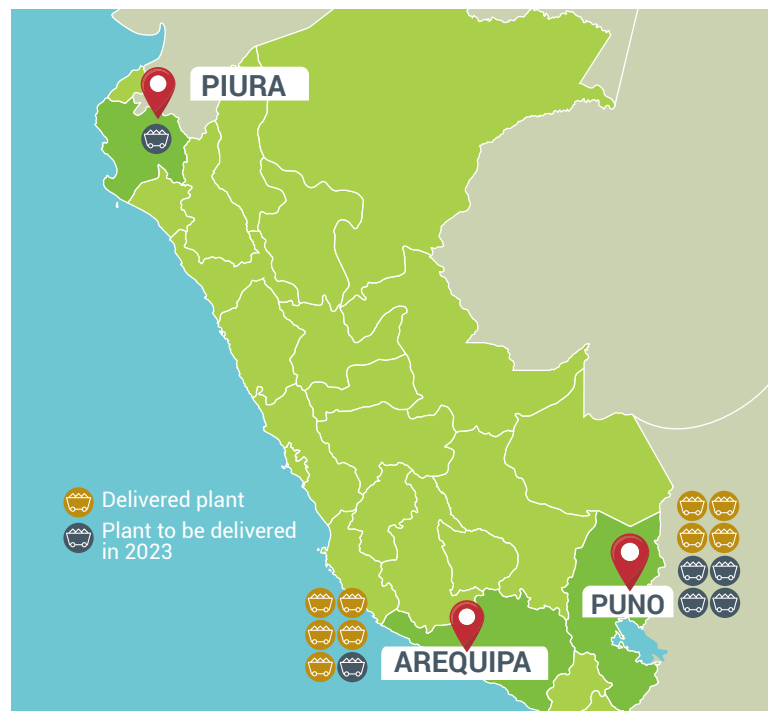 PIURA
Delivered plant
Plant to be delivered
in 2023
PUNO
AREQUIPA